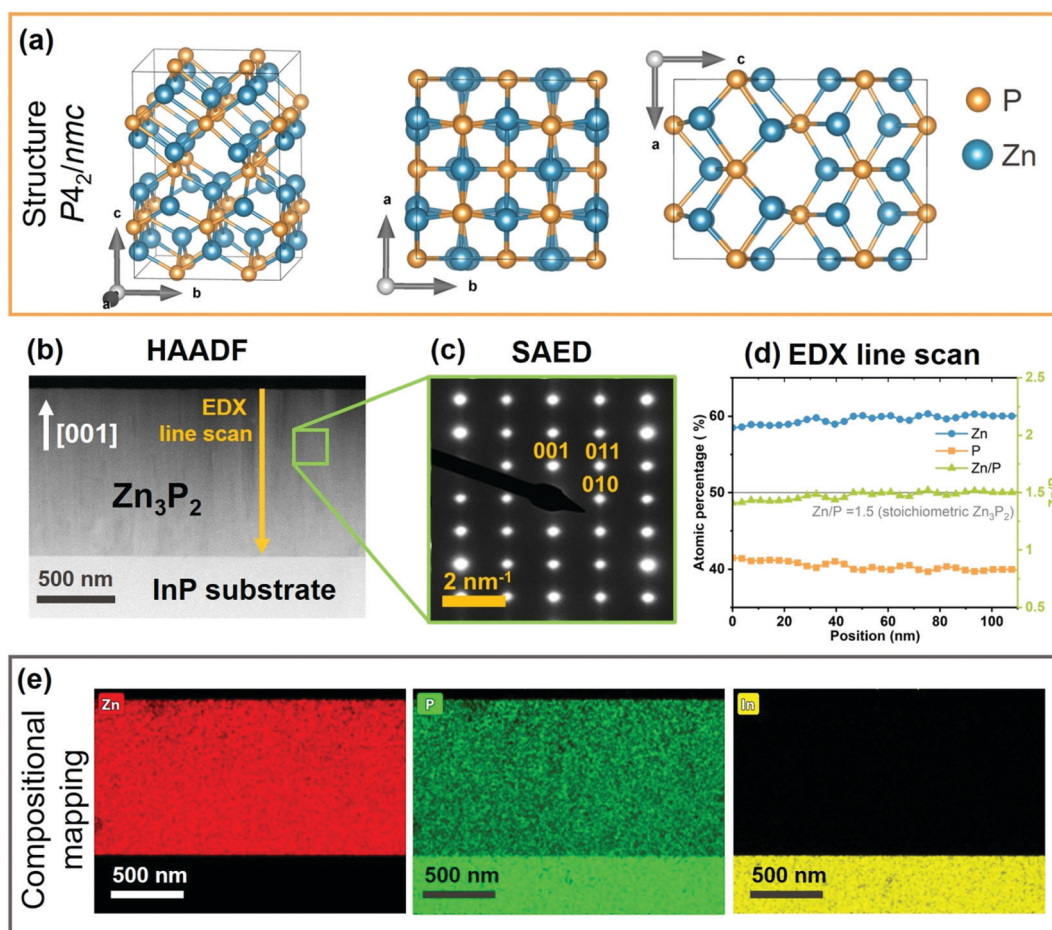 (a)
Structure
P4₂/nmc
c
a
b
a
b
c
a
P
Zn
(b) HAADF
[001]
EDX
line scan
Zn₃P₂
500 nm
InP substrate
(c) SAED
001 011
010
2 nm⁻¹
(d) EDX line scan
Atomic percentage ( %)
60
50
40
2.5
2.0
1.5
1.0
0.5
Zn
P
Zn/P
Zn/P =1.5 (stoichiometric Zn₃P₂)
0 20 40 60 80 100
Position (nm)
(e)
Compositional
mapping
Zn
500 nm
P
500 nm
In
500 nm